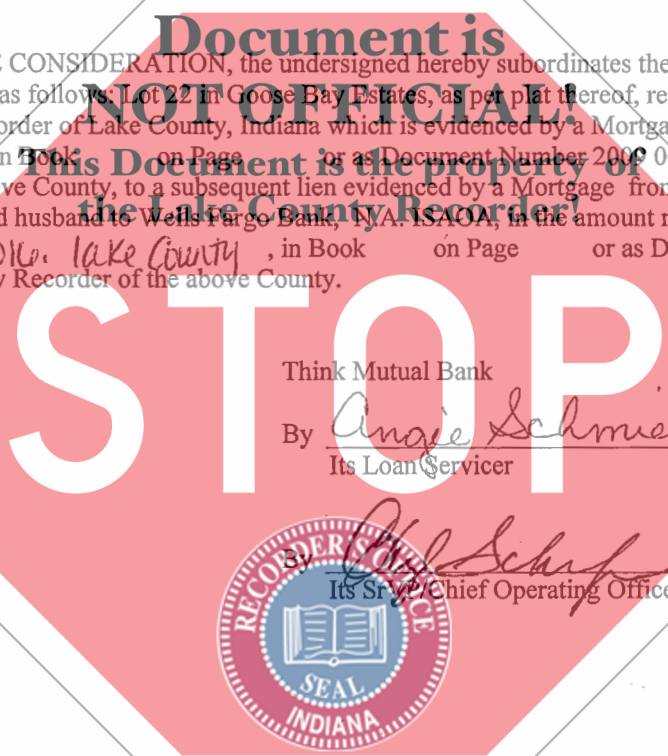 Document is
E CONSIDERATION, the undersigned hereby subordinates the
NOT OFFICIAL!
as follows: Lot 22 in Goose Bay Estates, as per plat thereof, re
order of Lake County, Indiana which is evidenced by a Mortga
This Document is the property of
n Book on Page or as Document Number 2009 0
ve County, to a subsequent lien evidenced by a Mortgage from
the Lake County Recorder!
d husband to Wells Fargo Bank, N.A. ISAOA, in the amount
Lake County , in Book on Page or as D
y Recorder of the above County.
STOP
Think Mutual Bank
By Angie Schmie
Its Loan Servicer
By
Its Sr VP/Chief Operating Office
RECORDER'S OFFICE
SEAL
INDIANA